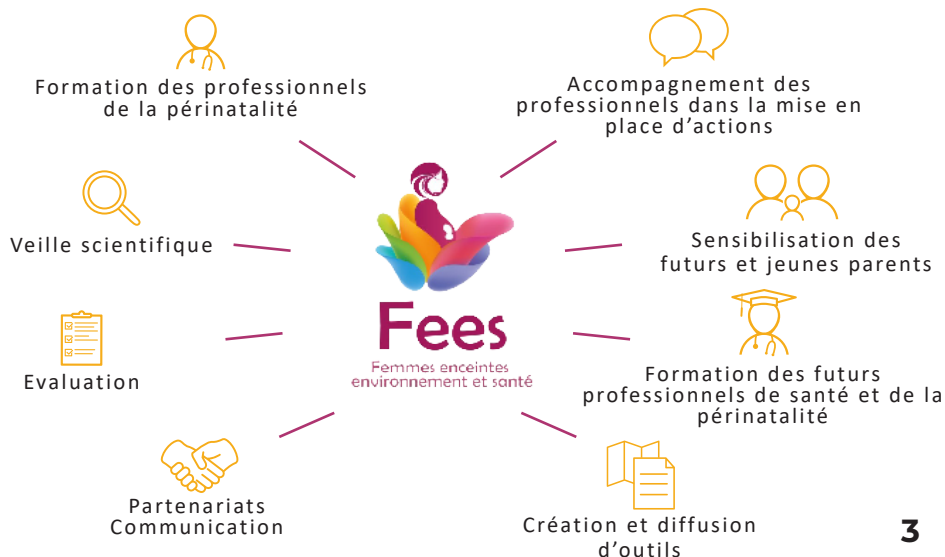 Formation des professionnels
de la périnatalité
Accompagnement des
professionnels dans la mise en
place d’actions
Veille scientifique
Sensibilisation des
futurs et jeunes parents
Fees
Femmes enceintes
environnement et santé
Evaluation
Formation des futurs
professionnels de santé et de la
périnatalité
Partenariats
Communication
Création et diffusion
d’outils
3